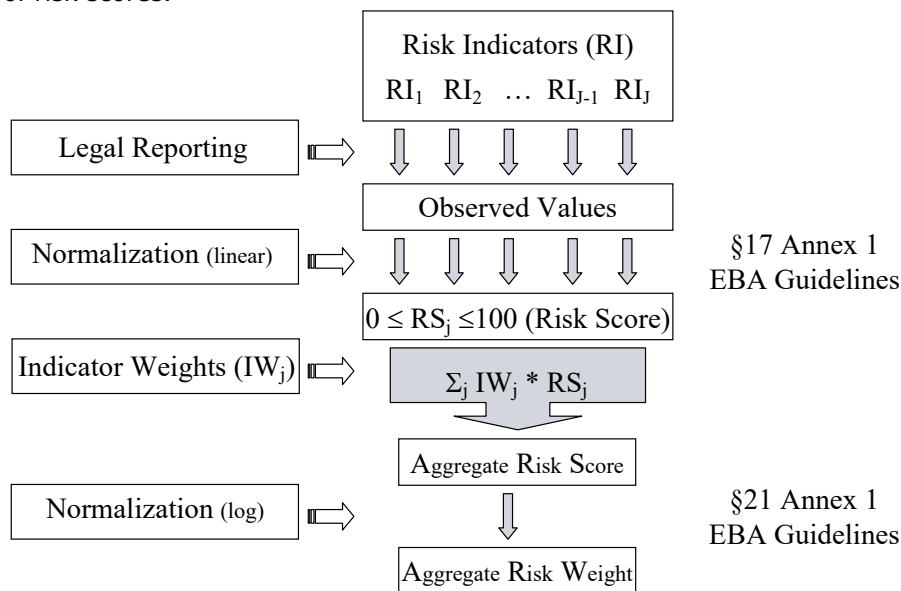 of risk scores.
Risk Indicators (RI)
RI1 RI2 … RIJ-1 RIJ
Legal Reporting
Observed Values
Normalization (linear)
§17 Annex 1
EBA Guidelines
0 ≤ RSj ≤100 (Risk Score)
Indicator Weights (IWj)
Σj IWj * RSj
Aggregate Risk Score
Normalization (log)
§21 Annex 1
EBA Guidelines
Aggregate Risk Weight